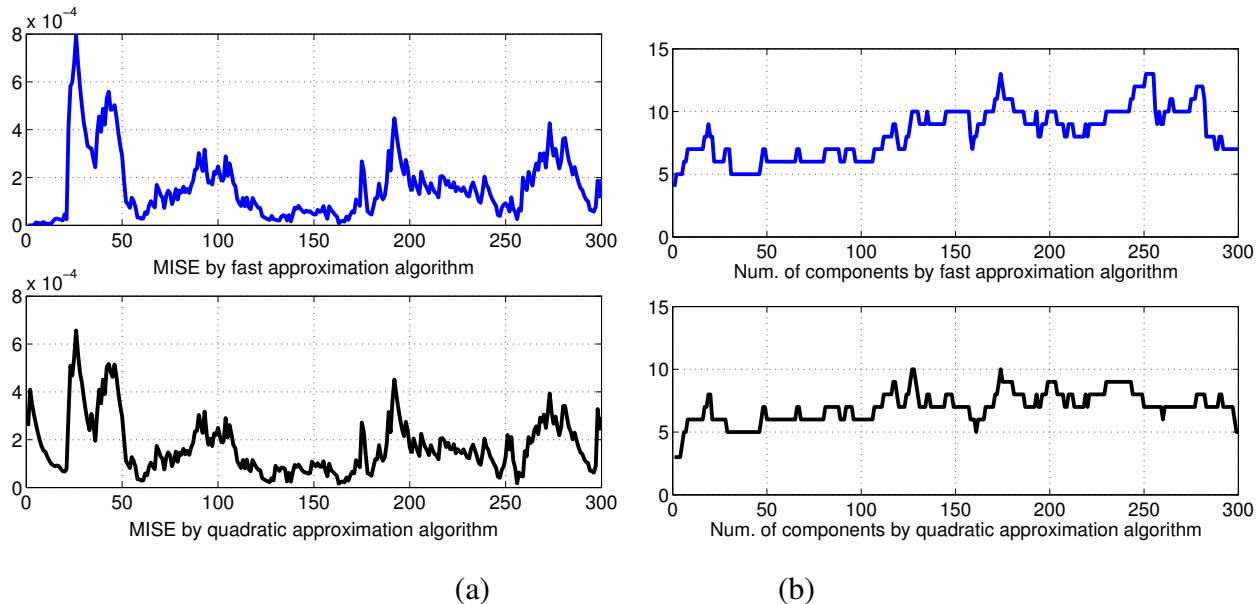 x 10⁻⁴
8
6
4
2
0
0 50 100 150 200 250 300
MISE by fast approximation algorithm
x 10⁻⁴
8
6
4
2
0
0 50 100 150 200 250 300
MISE by quadratic approximation algorithm
(a)
15
10
5
0
0 50 100 150 200 250 300
Num. of components by fast approximation algorithm
15
10
5
0
0 50 100 150 200 250 300
Num. of components by quadratic approximation algorithm
(b)